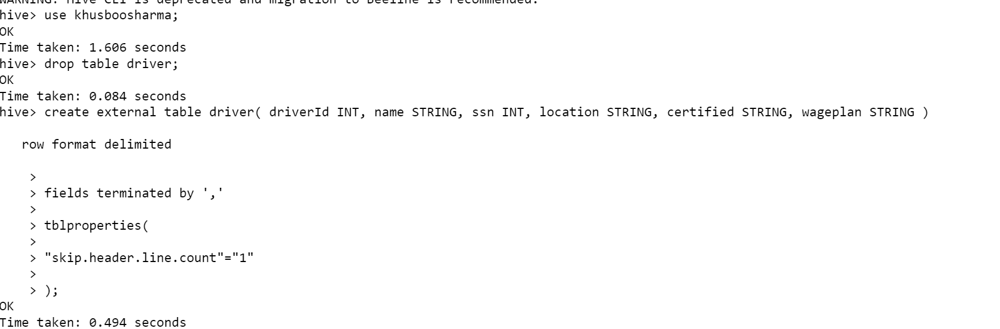 WARNING: Hive CLI is deprecated and migration to Beeline is recommended.
hive> use khusboosharma;
OK
Time taken: 1.606 seconds
hive> drop table driver;
OK
Time taken: 0.084 seconds
hive> create external table driver( driverId INT, name STRING, ssn INT, location STRING, certified STRING, wageplan STRING )
row format delimited
>
> fields terminated by ','
>
> tblproperties(
>
> "skip.header.line.count"="1"
>
> );
OK
Time taken: 0.494 seconds